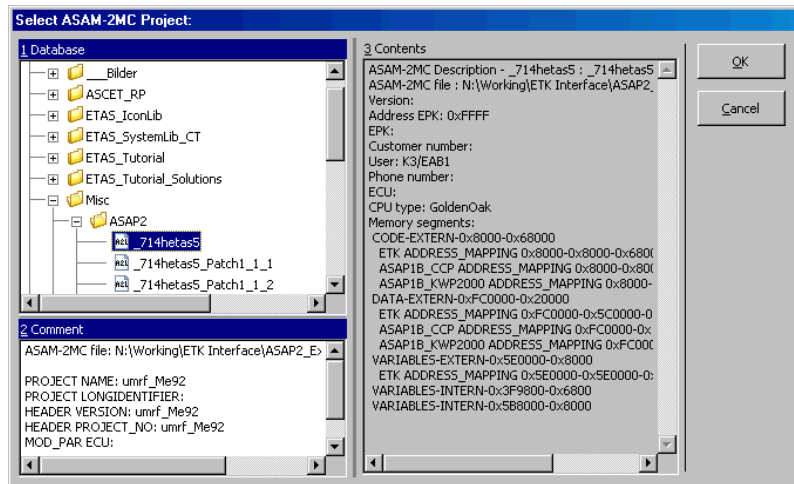 Select ASAM-2MC Project:
1 Database
___Bilder
ASCET_RP
ETAS_IconLib
ETAS_SystemLib_CT
ETAS_Tutorial
ETAS_Tutorial_Solutions
Misc
ASAP2
_714hetas5
_714hetas5_Patch1_1_1
_714hetas5_Patch1_1_2
2 Comment
ASAM-2MC file: N:\Working\ETK Interface\ASAP2_Ex
PROJECT NAME: umrf_Me92
PROJECT LONGIDENTIFIER:
HEADER VERSION: umrf_Me92
HEADER PROJECT_NO: umrf_Me92
MOD_PAR ECU:
3 Contents
ASAM-2MC Description - _714hetas5 : _714hetas5
ASAM-2MC file : N:\Working\ETK Interface\ASAP2_
Version:
Address EPK: 0xFFFF
EPK:
Customer number:
User: K3/EAB1
Phone number:
ECU:
CPU type: GoldenOak
Memory segments:
CODE-EXTERN-0x8000-0x68000
ETK ADDRESS_MAPPING 0x8000-0x8000-0x680(
ASAP1B_CCP ADDRESS_MAPPING 0x8000-0x80(
ASAP1B_KWP2000 ADDRESS_MAPPING 0x8000-
DATA-EXTERN-0xFC0000-0x20000
ETK ADDRESS_MAPPING 0xFC0000-0x5C0000-0
ASAP1B_CCP ADDRESS_MAPPING 0xFC0000-0x
ASAP1B_KWP2000 ADDRESS_MAPPING 0xFC00(
VARIABLES-EXTERN-0x5E0000-0x8000
ETK ADDRESS_MAPPING 0x5E0000-0x5E0000-0:
VARIABLES-INTERN-0x3F9800-0x6800
VARIABLES-INTERN-0x5B8000-0x8000
OK
Cancel